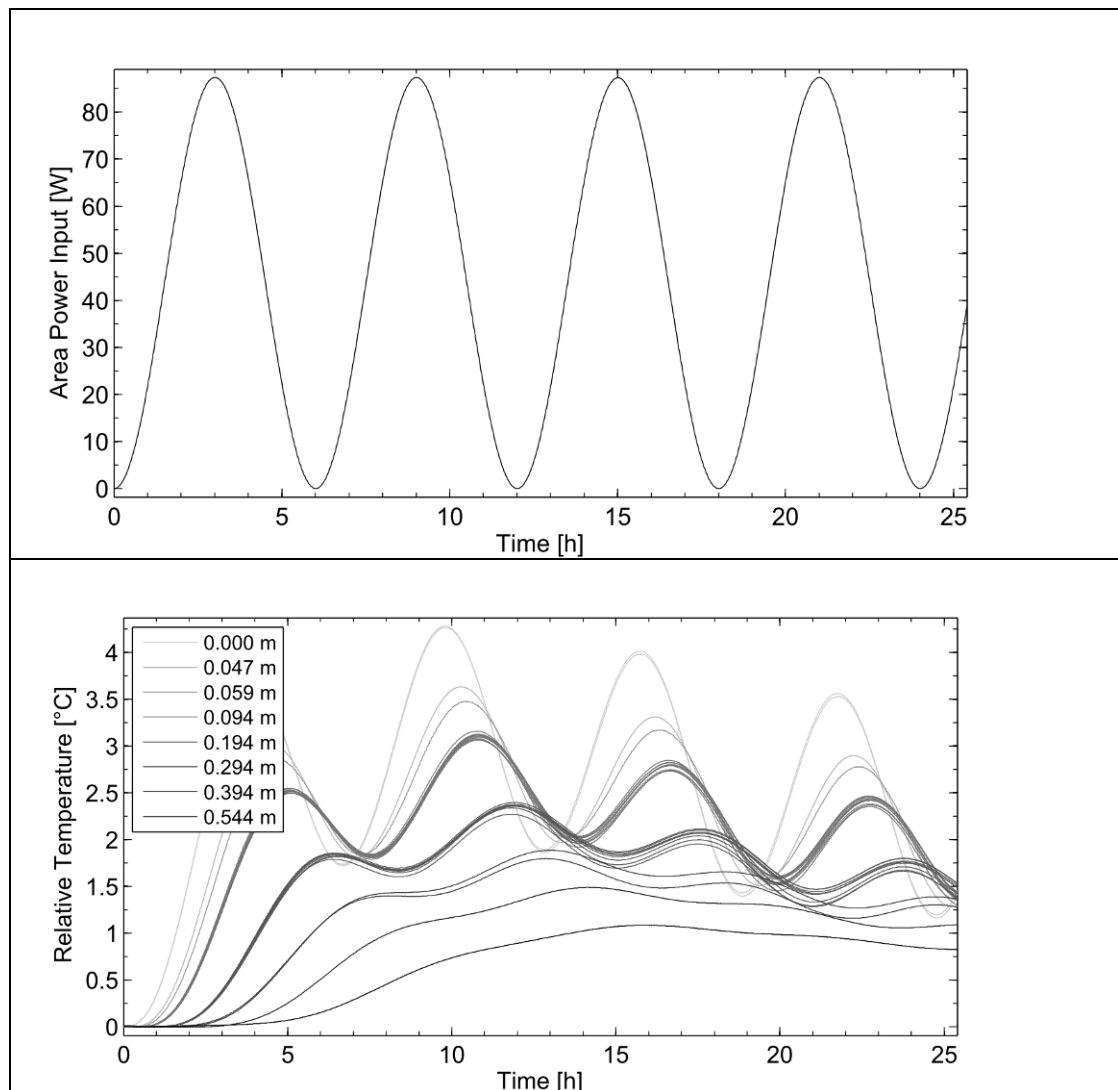 80
70
60
50
40
30
20
10
0
Area Power Input [W]
0 5 10 15 20 25
Time [h]
4
3.5
3
2.5
2
1.5
1
0.5
0
Relative Temperature [°C]
0.000 m
0.047 m
0.059 m
0.094 m
0.194 m
0.294 m
0.394 m
0.544 m
0 5 10 15 20 25
Time [h]